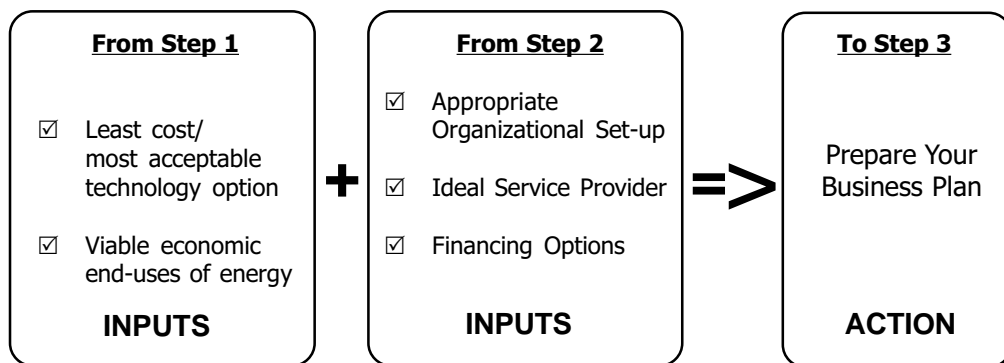 From Step 1
☑ Least cost/
most acceptable
technology option
☑ Viable economic
end-uses of energy
INPUTS
+
From Step 2
☑ Appropriate
Organizational Set-up
☑ Ideal Service Provider
☑ Financing Options
INPUTS
=>
To Step 3
Prepare Your
Business Plan
ACTION